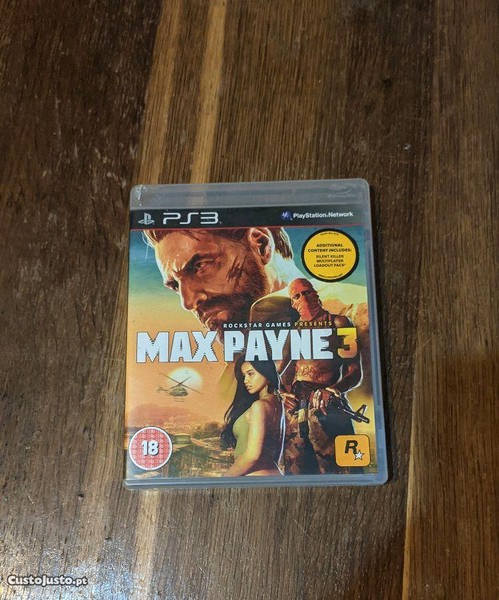 PS3
PlayStation®Network
ADDITIONAL
CONTENT INCLUDES:
SILENT KILLER
MULTIPLAYER
LOADOUT PACK*
ROCKSTAR GAMES PRESENTS
MAX PAYNE 3
18
R★
CustoJusto.pt